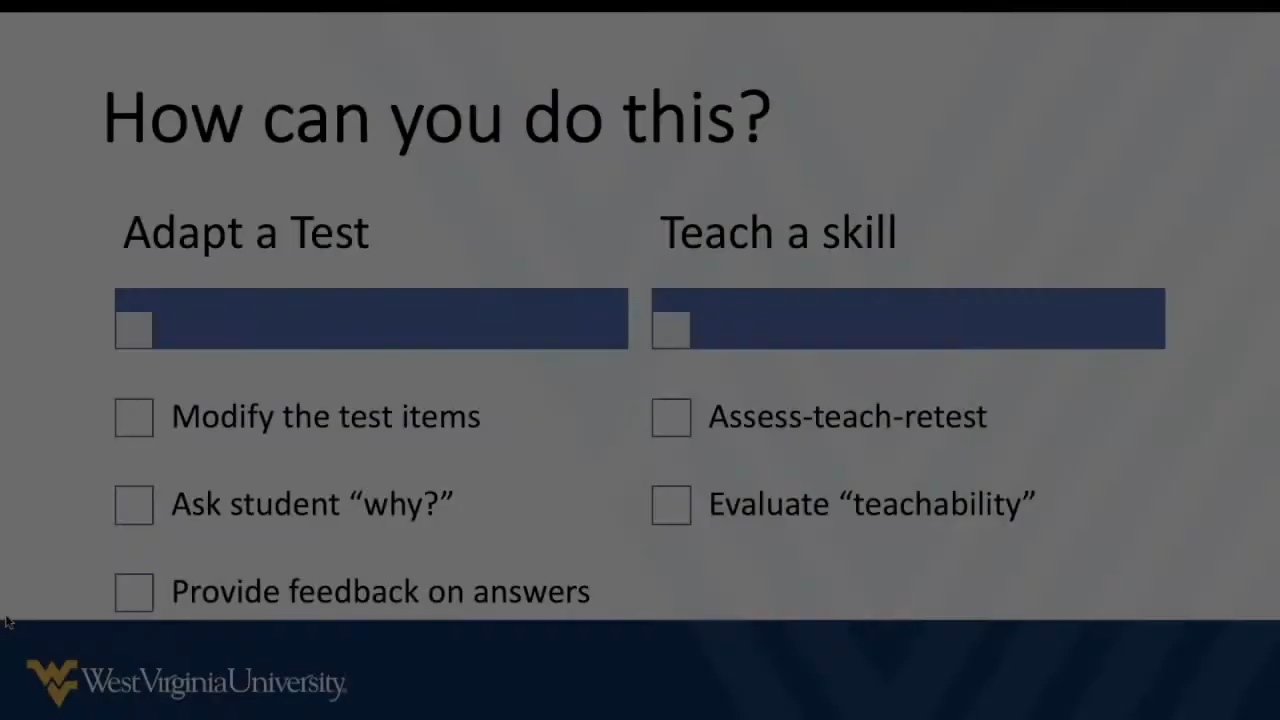 How can you do this?
Adapt a Test
Modify the test items
Ask student “why?”
Provide feedback on answers
Teach a skill
Assess-teach-retest
Evaluate “teachability”
WestVirginiaUniversity